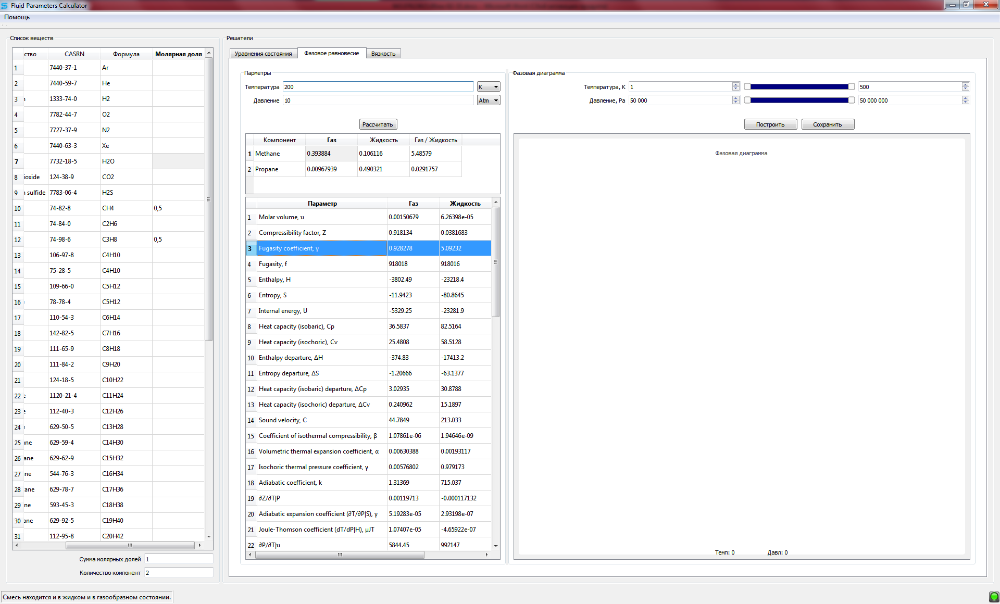 Fluid Parameters Calculator
Помощь
Список веществ
ство CASRN Формула Молярная доля
1 7440-37-1 Ar
2 7440-59-7 He
3 1333-74-0 H2
4 7782-44-7 O2
5 7727-37-9 N2
6 7440-63-3 Xe
7 7732-18-5 H2O
8 ioxide 124-38-9 CO2
9 sulfide 7783-06-4 H2S
10 74-82-8 CH4 0,5
11 74-84-0 C2H6
12 74-98-6 C3H8 0,5
13 106-97-8 C4H10
14 75-28-5 C4H10
15 109-66-0 C5H12
16 78-78-4 C5H12
17 110-54-3 C6H14
18 142-82-5 C7H16
19 111-65-9 C8H18
20 111-84-2 C9H20
21 124-18-5 C10H22
22 e 1120-21-4 C11H24
23 e 112-40-3 C12H26
24 629-50-5 C13H28
25 ine 629-59-4 C14H30
26 ane 629-62-9 C15H32
27 ne 544-76-3 C16H34
28 ane 629-78-7 C17H36
29 ne 593-45-3 C18H38
30 ane 629-92-5 C19H40
31 112-95-8 C20H42
Сумма молярных долей 1
Количество компонент 2
Решатели
Уравнения состояния Фазовое равновесие Вязкость
Парметры
Температура 200 K
Давление 10 Atm
Рассчитать
Компонент Газ Жидкость Газ / Жидкость
1 Methane 0.393884 0.106116 5.48579
2 Propane 0.00967939 0.490321 0.0291757
Параметр Газ Жидкость
1 Molar volume, υ 0.00150679 6.26398e-05
2 Compressibility factor, Z 0.918134 0.0381683
3 Fugasity coefficient, γ 0.928278 5.09232
4 Fugasity, f 918018 918016
5 Enthalpy, H -3802.49 -23218.4
6 Entropy, S -11.9423 -80.8645
7 Internal energy, U -5329.25 -23281.9
8 Heat capacity (isobaric), Cp 36.5837 82.5164
9 Heat capacity (isochoric), Cv 25.4808 58.5128
10 Enthalpy departure, ΔH -374.83 -17413.2
11 Entropy departure, ΔS -1.20666 -63.1377
12 Heat capacity (isobaric) departure, ΔCp 3.02935 30.8788
13 Heat capacity (isochoric) departure, ΔCv 0.240962 15.1897
14 Sound velocity, C 44.7849 213.033
15 Coefficient of isothermal compressibility, β 1.07861e-06 1.94646e-09
16 Volumetric thermal expansion coefficient, α 0.00630388 0.00193117
17 Isochoric thermal pressure coefficient, γ 0.00576802 0.979173
18 Adiabatic coefficient, k 1.31369 715.037
19 ∂Z/∂T|P 0.00119713 -0.000117132
20 Adiabatic expansion coefficient (∂T/∂P|S), γ 5.19283e-05 2.93198e-07
21 Joule-Thomson coefficient (dT/dP|H), μJT 1.07407e-05 -4.65922e-07
22 ∂P/∂T|υ 5844.45 992147
Фазовая диаграмма
Температура, K 1 500
Давление, Pa 50 000 50 000 000
Построить Сохранить
Фазовая диаграмма
Темп: 0 Давл: 0
Смесь находится и в жидком и в газообразном состоянии.